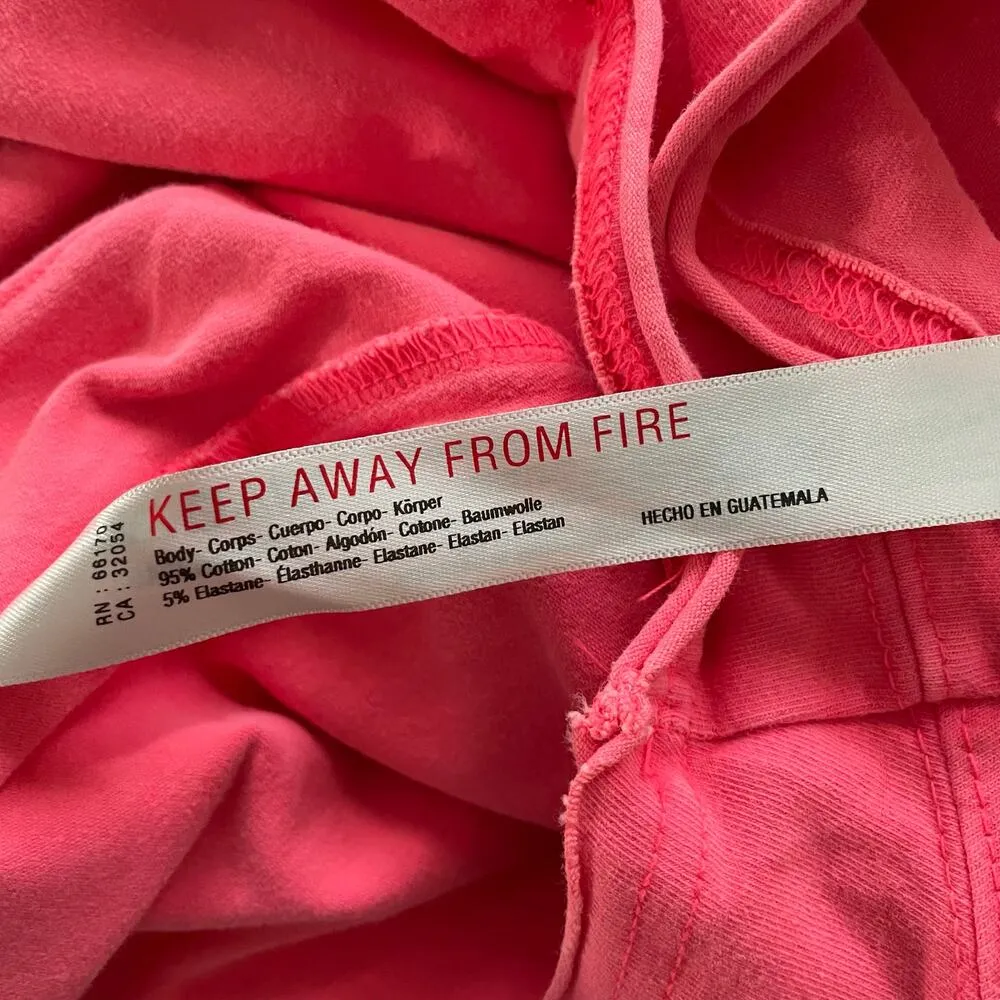 KEEP AWAY FROM FIRE
Body- Corps- Cuerpo- Corpo- Körper
95% Cotton- Coton- Algodón- Cotone- Baumwolle
5% Elastane- Élasthanne- Elastane- Elastan- Elastan
HECHO EN GUATEMALA
RN : 66170
CA : 32054